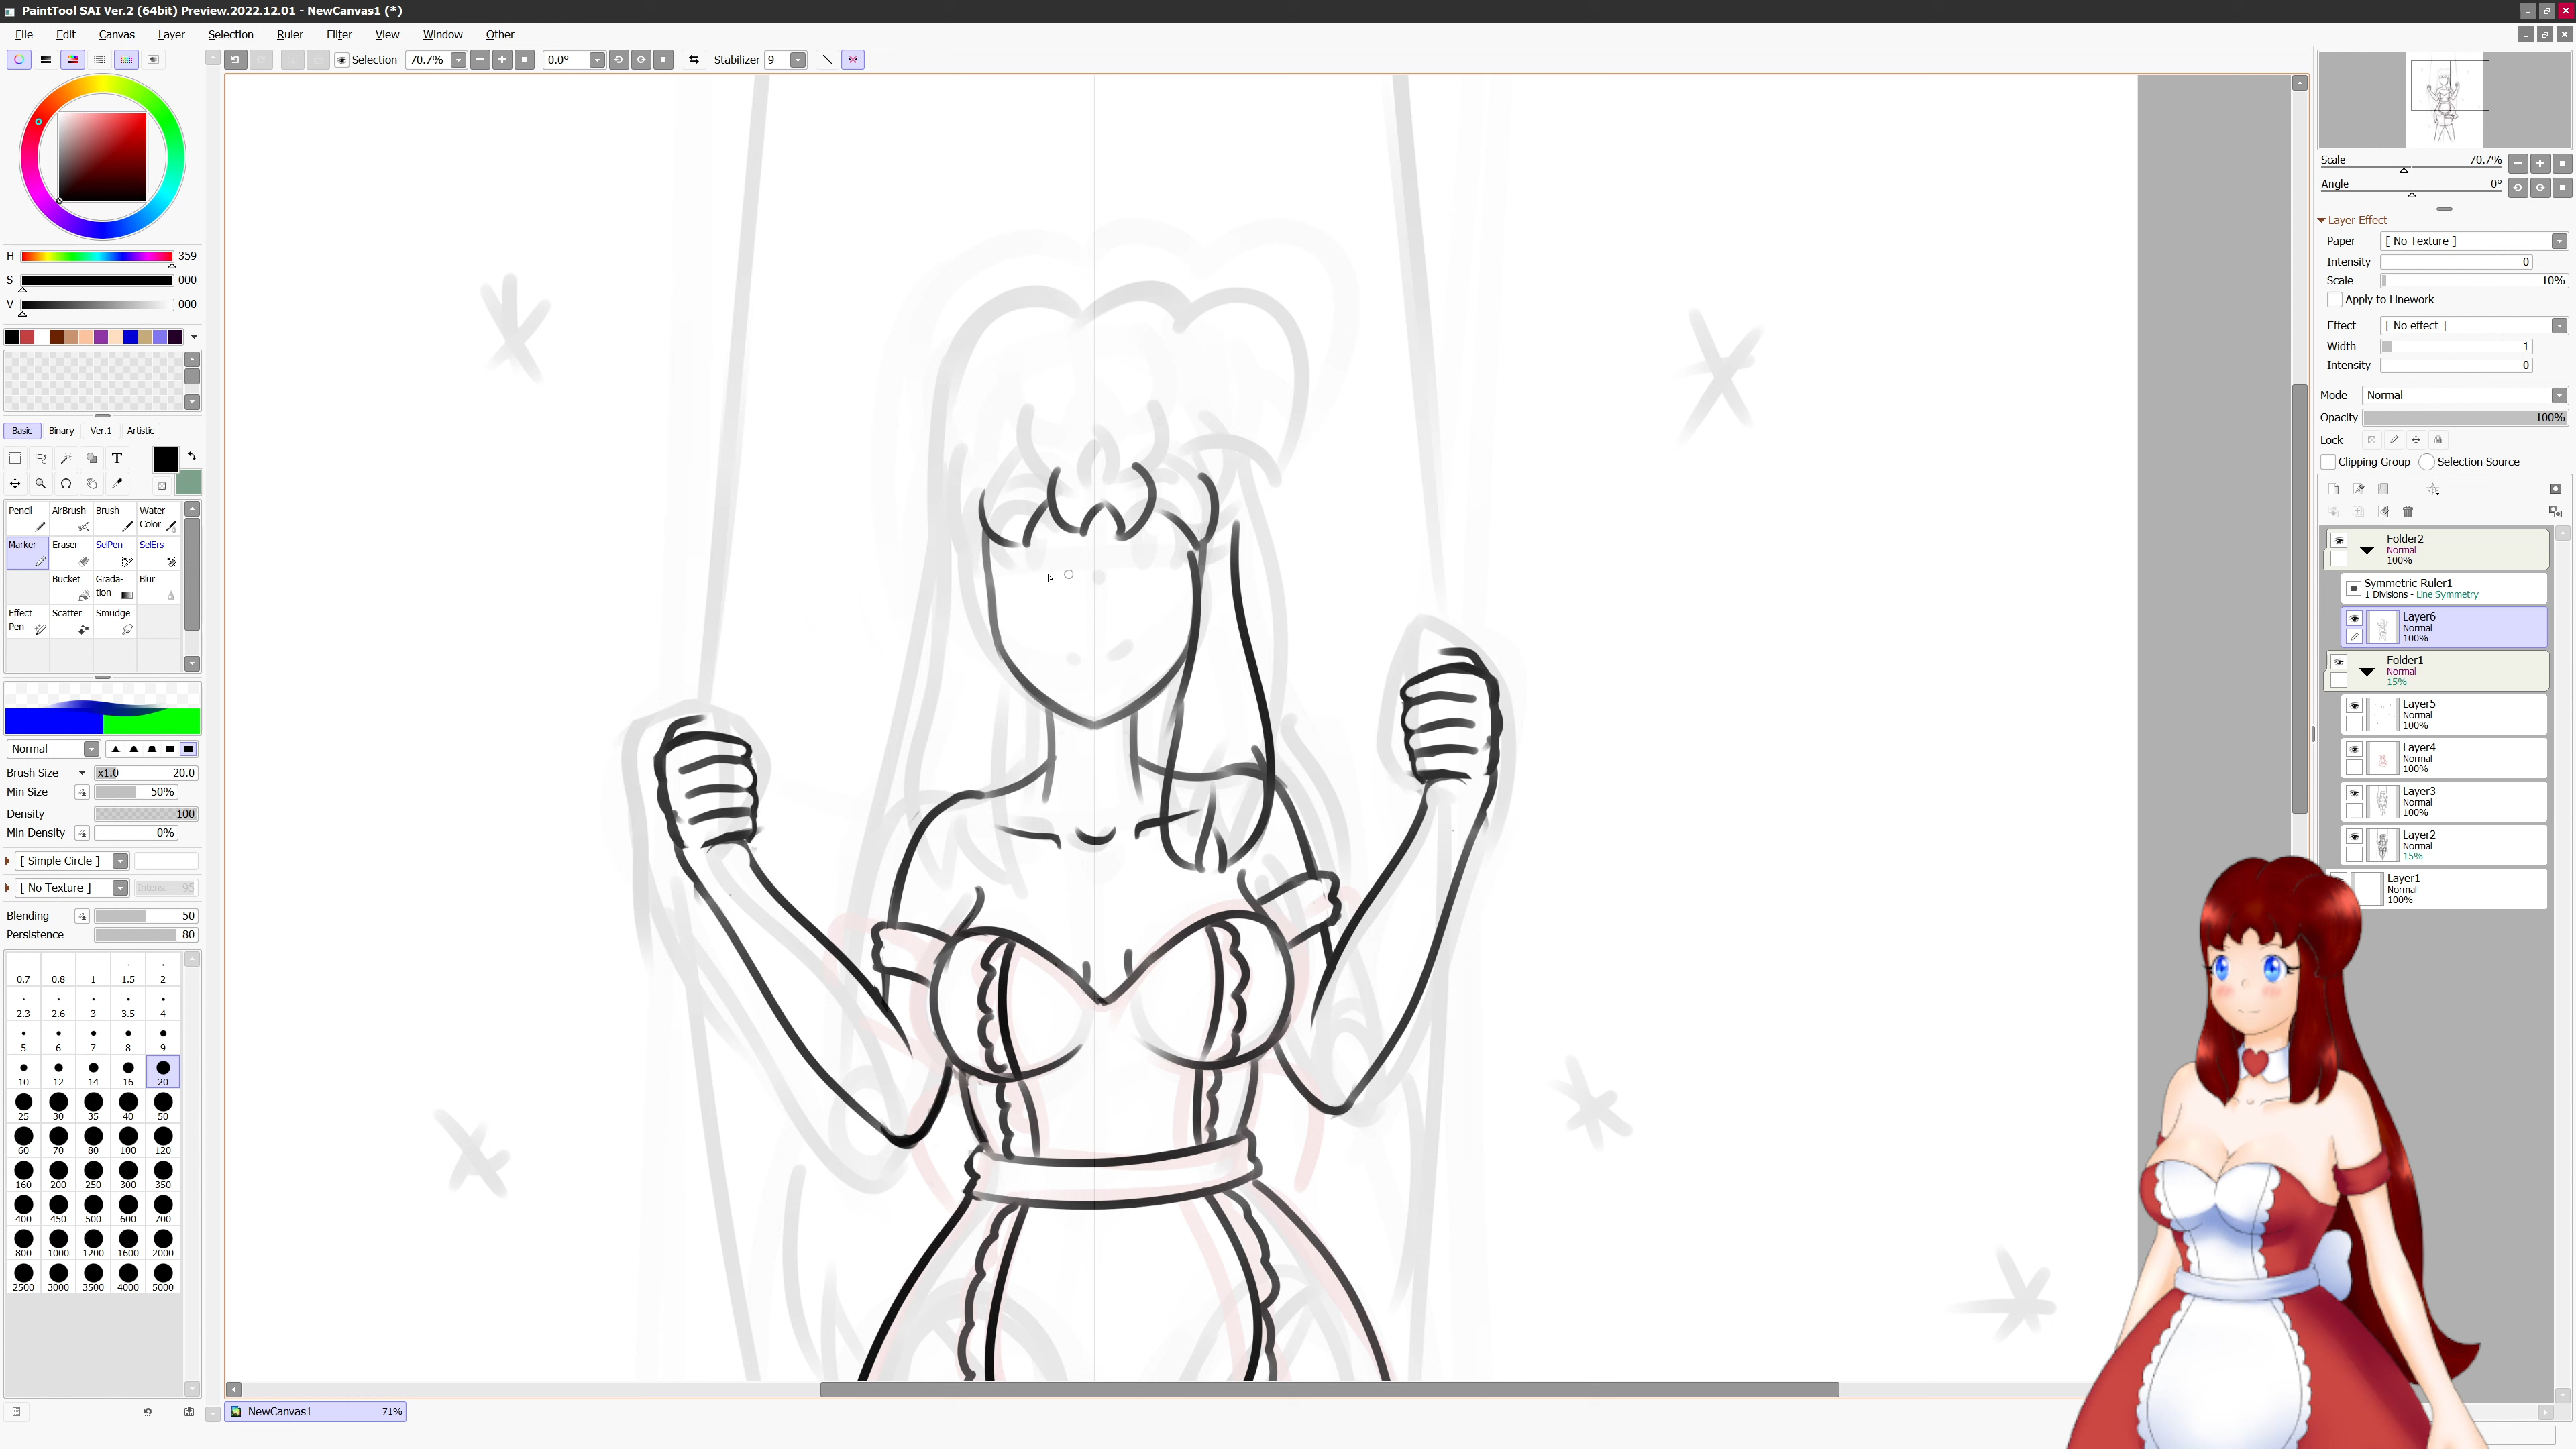 PaintTool SAI Ver.2 (64bit) Preview.2022.12.01 - NewCanvas1 (*)
File Edit Canvas Layer Selection Ruler Filter View Window Other
Selection 70.7% 0.0° Stabilizer 9
H 359
S 000
V 000
Basic Binary Ver.1 Artistic
T
Pencil AirBrush Brush Water Color
Marker Eraser SelPen SelErs
Bucket Grada-tion Blur
Effect Pen Scatter Smudge
Normal
Brush Size x1.0 20.0
Min Size 50%
Density 100
Min Density 0%
[ Simple Circle ]
[ No Texture ] Intens. 95
Blending 50
Persistence 80
0.7 0.8 1 1.5 2
2.3 2.6 3 3.5 4
5 6 7 8 9
10 12 14 16 20
25 30 35 40 50
60 70 80 100 120
160 200 250 300 350
400 450 500 600 700
800 1000 1200 1600 2000
2500 3000 3500 4000 5000
NewCanvas1 71%
Scale 70.7%
Angle 0°
Layer Effect
Paper [ No Texture ]
Intensity 0
Scale 10%
Apply to Linework
Effect [ No effect ]
Width 1
Intensity 0
Mode Normal
Opacity 100%
Lock
Clipping Group Selection Source
Folder2
Normal
100%
Symmetric Ruler1
1 Divisions - Line Symmetry
Layer6
Normal
100%
Folder1
Normal
15%
Layer5
Normal
100%
Layer4
Normal
100%
Layer3
Normal
100%
Layer2
Normal
15%
Layer1
Normal
100%